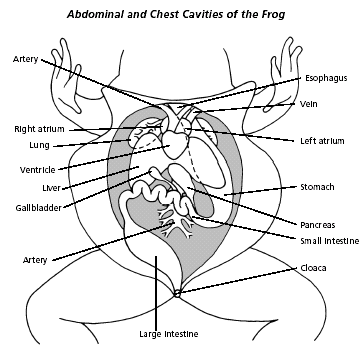 Abdominal and Chest Cavities of the Frog
Artery
Esophagus
Vein
Right atrium
Left atrium
Lung
Ventricle
Liver
Stomach
Gallbladder
Pancreas
Small Intestine
Artery
Cloaca
Large Intestine